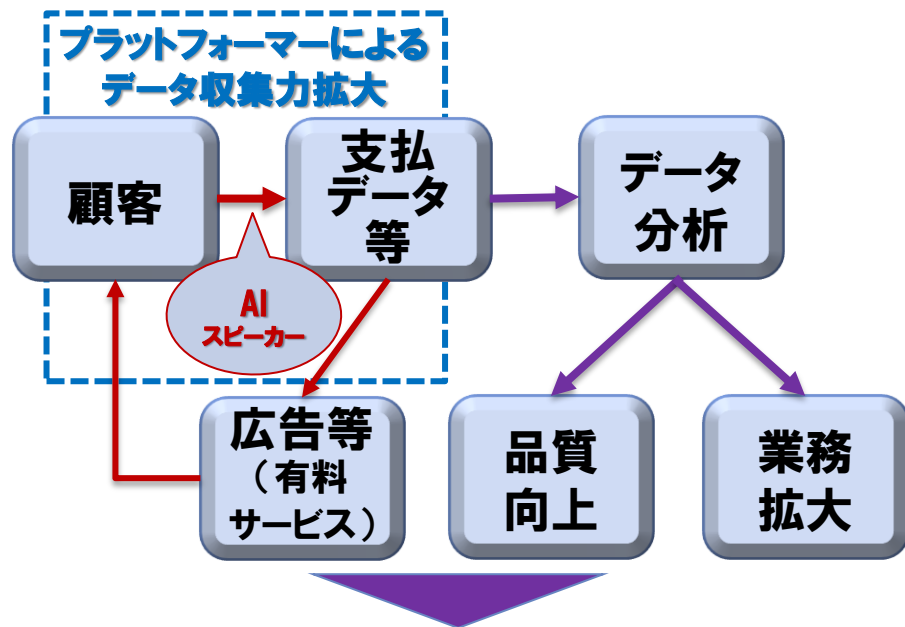 プラットフォーマーによる
データ収集力拡大
顧客
支払
データ
等
データ
分析
AI
スピーカー
広告等
（有料
サービス）
品質
向上
業務
拡大